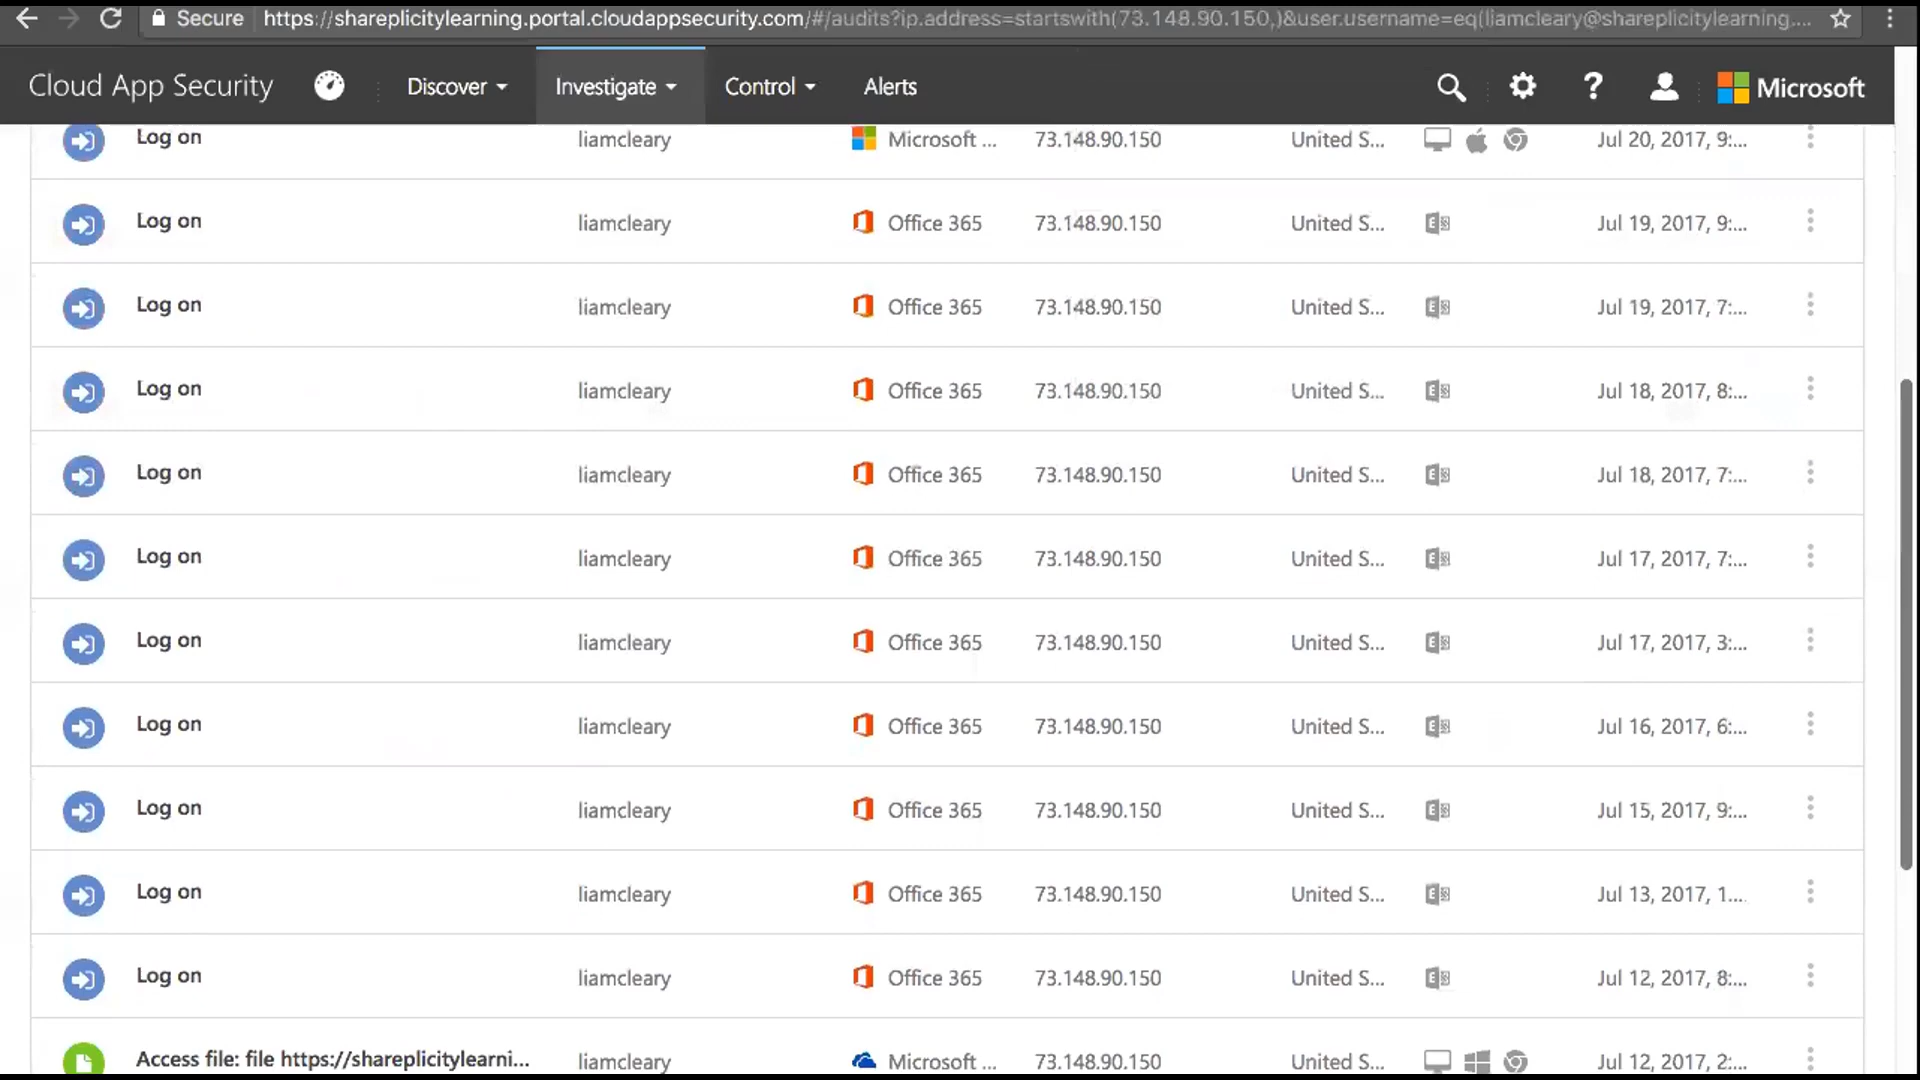 Secure https://shareplicitylearning.portal.cloudappsecurity.com/#/audits?ip.address=startswith(73.148.90.150,)&user.username=eq(liamcleary@shareplicitylearning....
Cloud App Security Discover Investigate Control Alerts ? Microsoft
Log on liamcleary Microsoft ... 73.148.90.150 United S... Jul 20, 2017, 9:...
Log on liamcleary Office 365 73.148.90.150 United S... Jul 19, 2017, 9:...
Log on liamcleary Office 365 73.148.90.150 United S... Jul 19, 2017, 7:...
Log on liamcleary Office 365 73.148.90.150 United S... Jul 18, 2017, 8:...
Log on liamcleary Office 365 73.148.90.150 United S... Jul 18, 2017, 7:...
Log on liamcleary Office 365 73.148.90.150 United S... Jul 17, 2017, 7:...
Log on liamcleary Office 365 73.148.90.150 United S... Jul 17, 2017, 3:...
Log on liamcleary Office 365 73.148.90.150 United S... Jul 16, 2017, 6:...
Log on liamcleary Office 365 73.148.90.150 United S... Jul 15, 2017, 9:...
Log on liamcleary Office 365 73.148.90.150 United S... Jul 13, 2017, 1:...
Log on liamcleary Office 365 73.148.90.150 United S... Jul 12, 2017, 8:...
Access file: file https://shareplicitylearni... liamcleary Microsoft ... 73.148.90.150 United S... Jul 12, 2017, 2:...